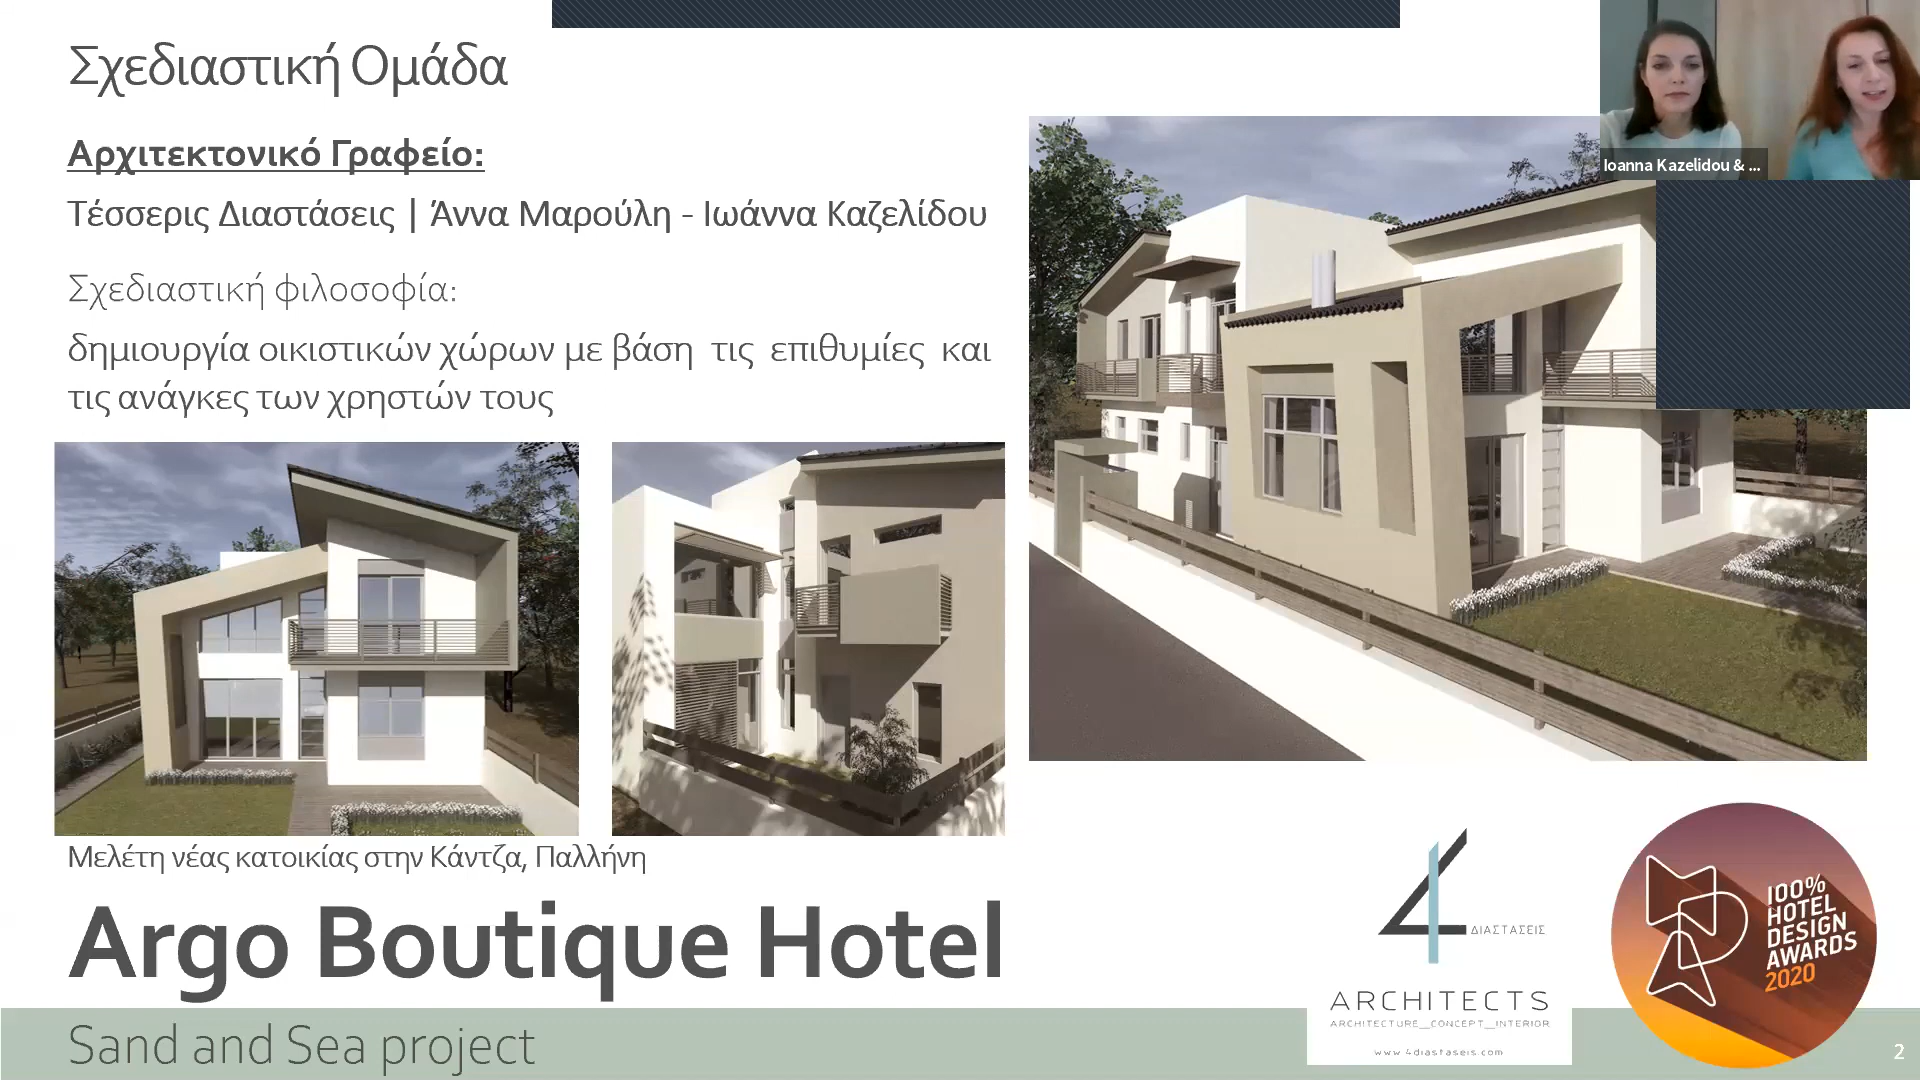 Σχεδιαστική Ομάδα
Αρχιτεκτονικό Γραφείο:
Τέσσερις Διαστάσεις | Άννα Μαρούλη - Ιωάννα Καζελίδου
Σχεδιαστική φιλοσοφία:
δημιουργία οικιστικών χώρων με βάση τις επιθυμίες και
τις ανάγκες των χρηστών τους
Ioanna Kazelidou & ...
Μελέτη νέας κατοικίας στην Κάντζα, Παλλήνη
Argo Boutique Hotel
Sand and Sea project
4
ΔΙΑΣΤΑΣΕΙΣ
ARCHITECTS
ARCHITECTURE_CONCEPT_INTERIOR
www.4diastaseis.com
100%
HOTEL
DESIGN
AWARDS
2020
2